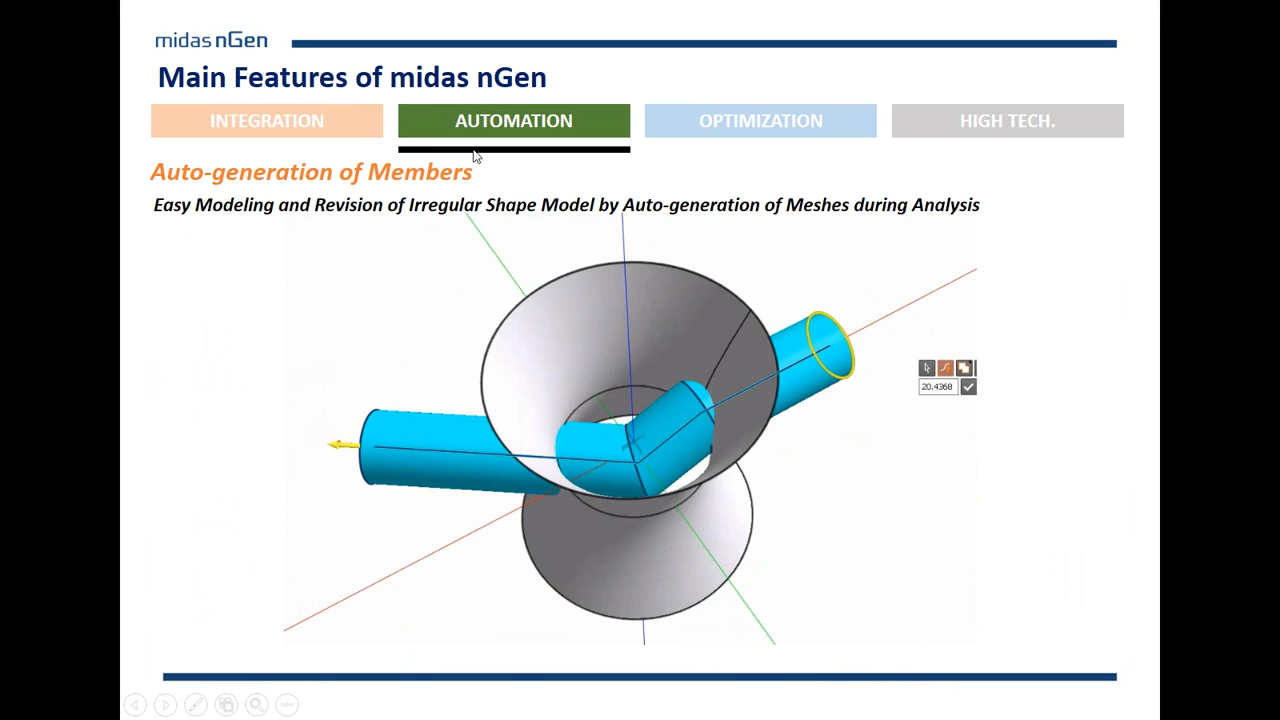 midas nGen
Main Features of midas nGen
INTEGRATION
AUTOMATION
OPTIMIZATION
HIGH TECH.
Auto-generation of Members
Easy Modeling and Revision of Irregular Shape Model by Auto-generation of Meshes during Analysis
20.4368